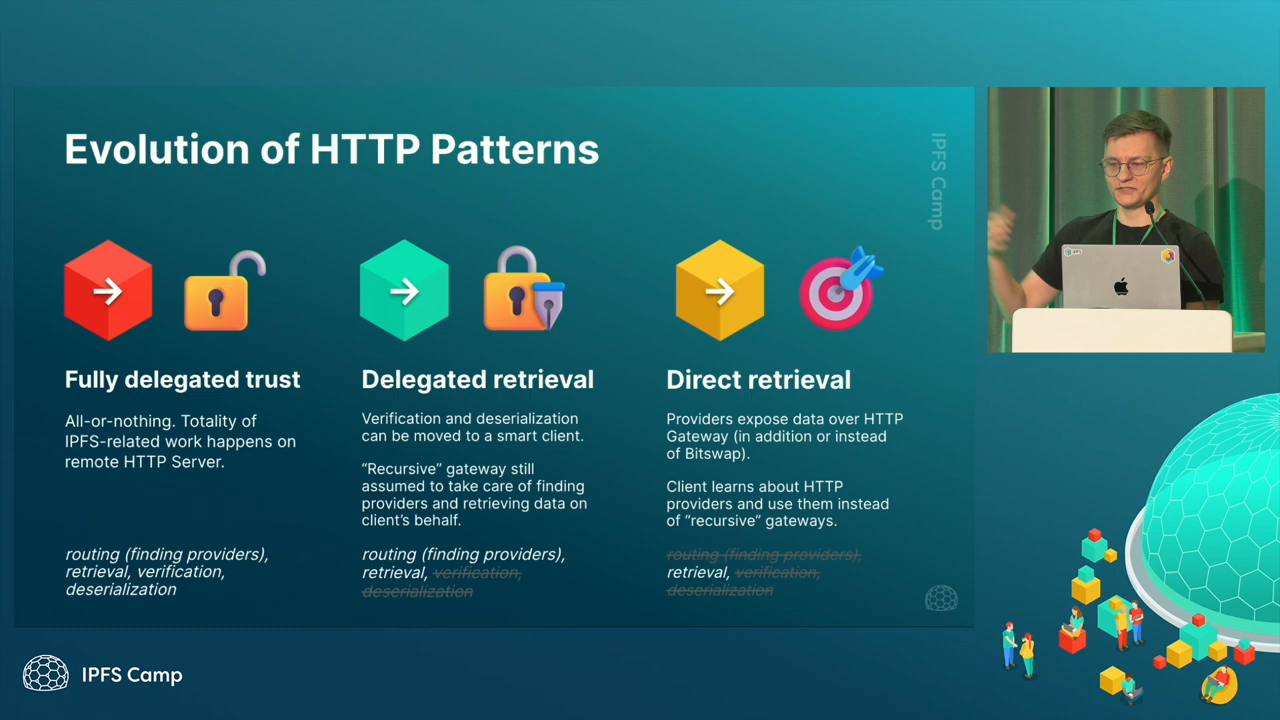 Evolution of HTTP Patterns
IPFS Camp
Fully delegated trust
All-or-nothing. Totality of
IPFS-related work happens on
remote HTTP Server.
routing (finding providers),
retrieval, verification,
deserialization
Delegated retrieval
Verification and deserialization
can be moved to a smart client.
“Recursive” gateway still
assumed to take care of finding
providers and retrieving data on
client’s behalf.
routing (finding providers),
retrieval, verification,
deserialization
Direct retrieval
Providers expose data over HTTP
Gateway (in addition or instead
of Bitswap).
Client learns about HTTP
providers and use them instead
of “recursive” gateways.
routing (finding providers),
retrieval, verification,
deserialization
IPFS Camp